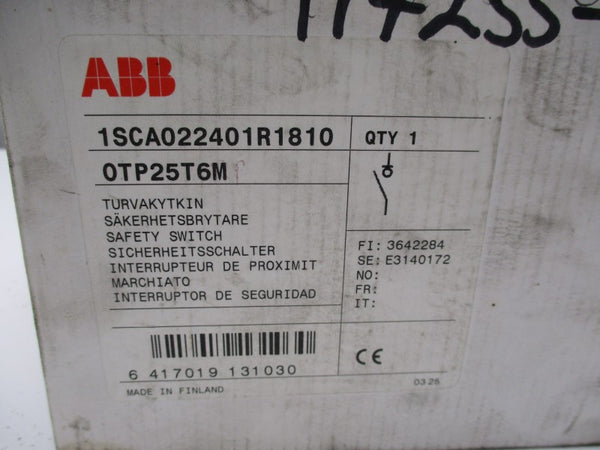 ABB
1SCA022401R1810
QTY 1
OTP25T6M
TURVAKYTKIN
SÄKERHETSBRYTARE
SAFETY SWITCH
SICHERHEITSSCHALTER
INTERRUPTEUR DE PROXIMIT
MARCHIATO
INTERRUPTOR DE SEGURIDAD
FI: 3642284
SE: E3140172
NO:
FR:
IT:
6 417019 131030
CE
MADE IN FINLAND
03 25